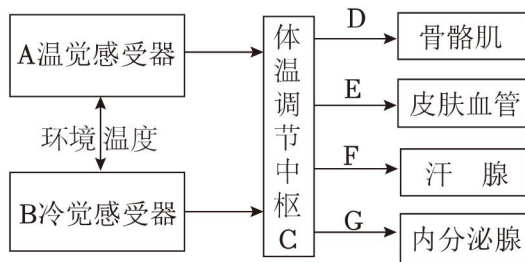 A温觉感受器
环境温度
B冷觉感受器
体温调节中枢C
D
骨骼肌
E
皮肤血管
F
汗 腺
G
内分泌腺